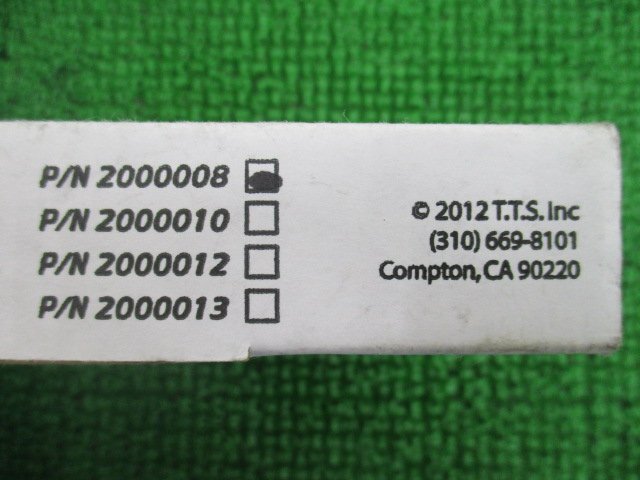 P/N 2000008
P/N 2000010
P/N 2000012
P/N 2000013
© 2012 T.T.S. Inc
(310) 669-8101
Compton, CA 90220